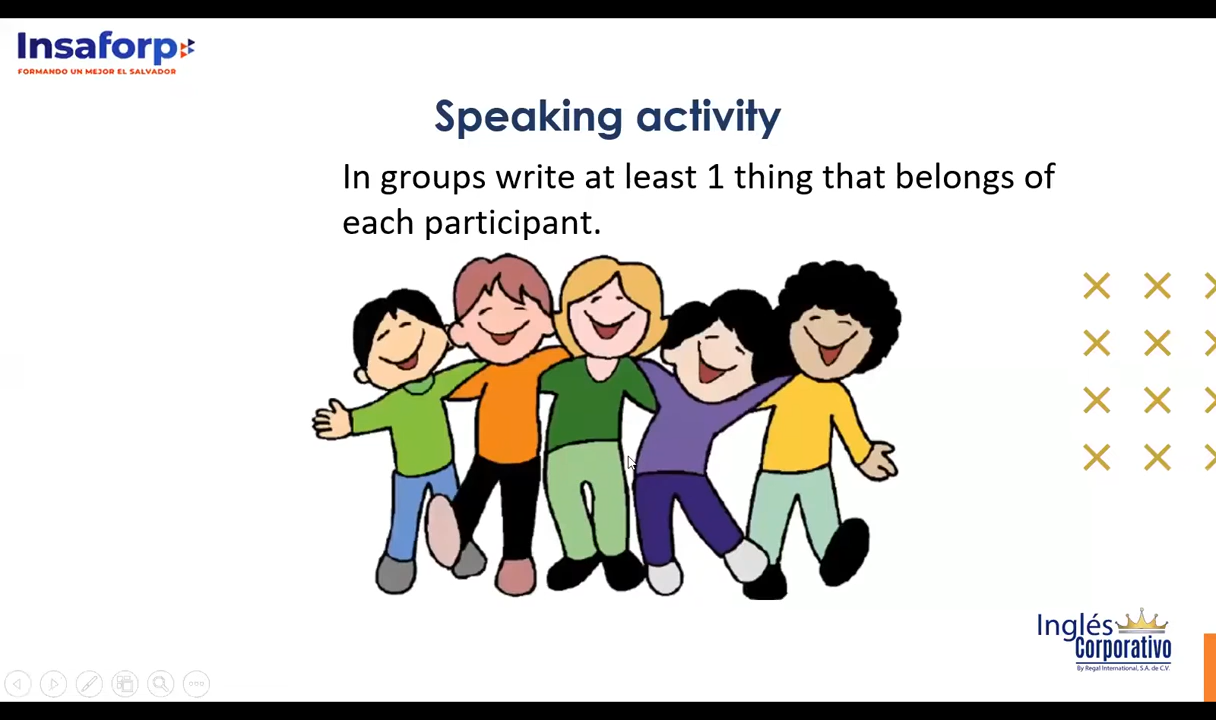 Insaforp
FORMANDO UN MEJOR EL SALVADOR
Speaking activity
In groups write at least 1 thing that belongs of
each participant.
Inglés
Corporativo
By Regal International, S.A. de C.V.